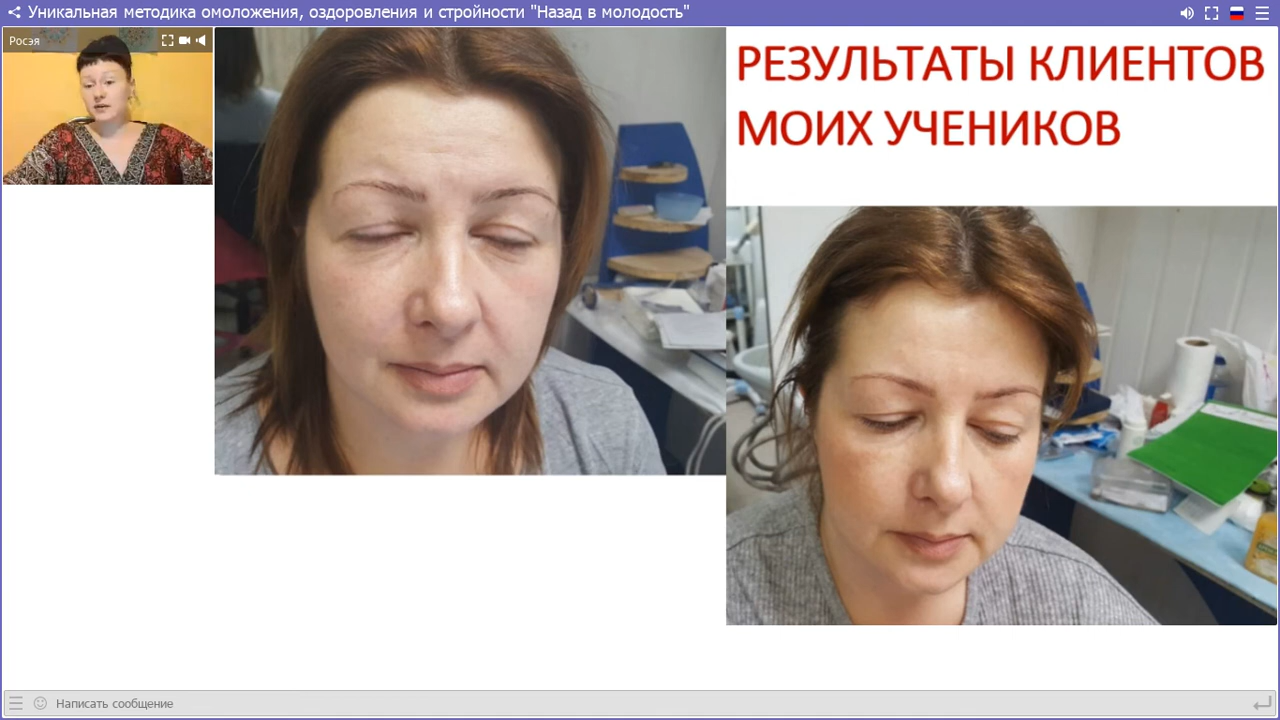 Уникальная методика омоложения, оздоровления и стройности "Назад в молодость"
Росэя
РЕЗУЛЬТАТЫ КЛИЕНТОВ
МОИХ УЧЕНИКОВ
Написать сообщение